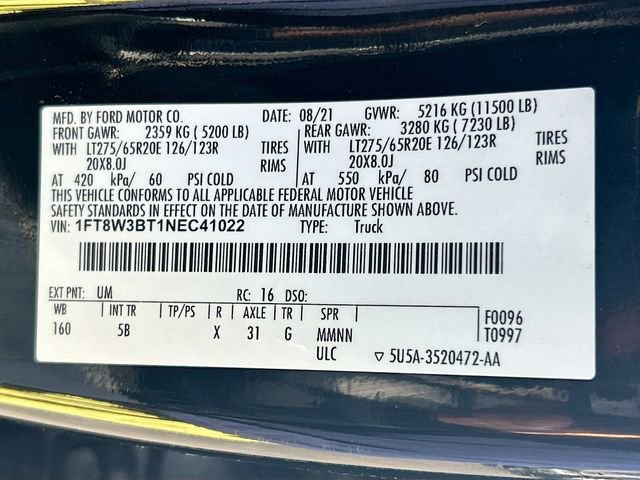 MFD. BY FORD MOTOR CO. DATE: 08/21 GVWR: 5216 KG (11500 LB)
FRONT GAWR: 2359 KG (5200 LB) REAR GAWR: 3280 KG (7230 LB)
WITH LT275/65R20E 126/123R TIRES WITH LT275/65R20E 126/123R TIRES
20X8.0J RIMS 20X8.0J RIMS
AT 420 kPa/ 60 PSI COLD AT 550 kPa/ 80 PSI COLD
THIS VEHICLE CONFORMS TO ALL APPLICABLE FEDERAL MOTOR VEHICLE
SAFETY STANDARDS IN EFFECT ON THE DATE OF MANUFACTURE SHOWN ABOVE.
VIN: 1FT8W3BT1NEC41022 TYPE: Truck
EXT PNT: UM RC: 16 DSO:
WB INT TR TP/PS R AXLE TR SPR F0096
160 5B X 31 G MMNN T0997
ULC 5U5A-3520472-AA